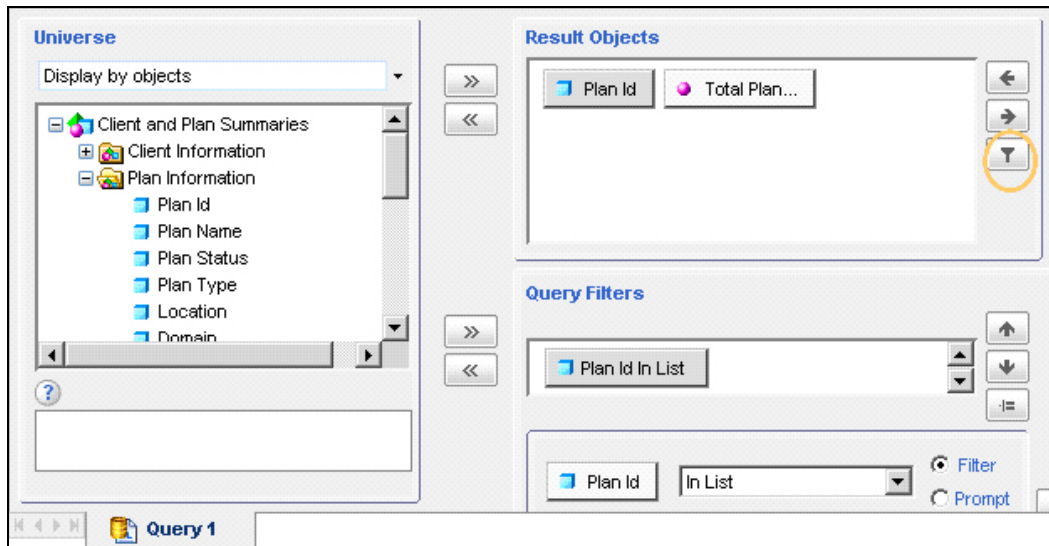 Universe
Display by objects
Client and Plan Summaries
Client Information
Plan Information
Plan Id
Plan Name
Plan Status
Plan Type
Location
Domain
Result Objects
Plan Id
Total Plan...
Query Filters
Plan Id In List
Plan Id
In List
Filter
Prompt
Query 1